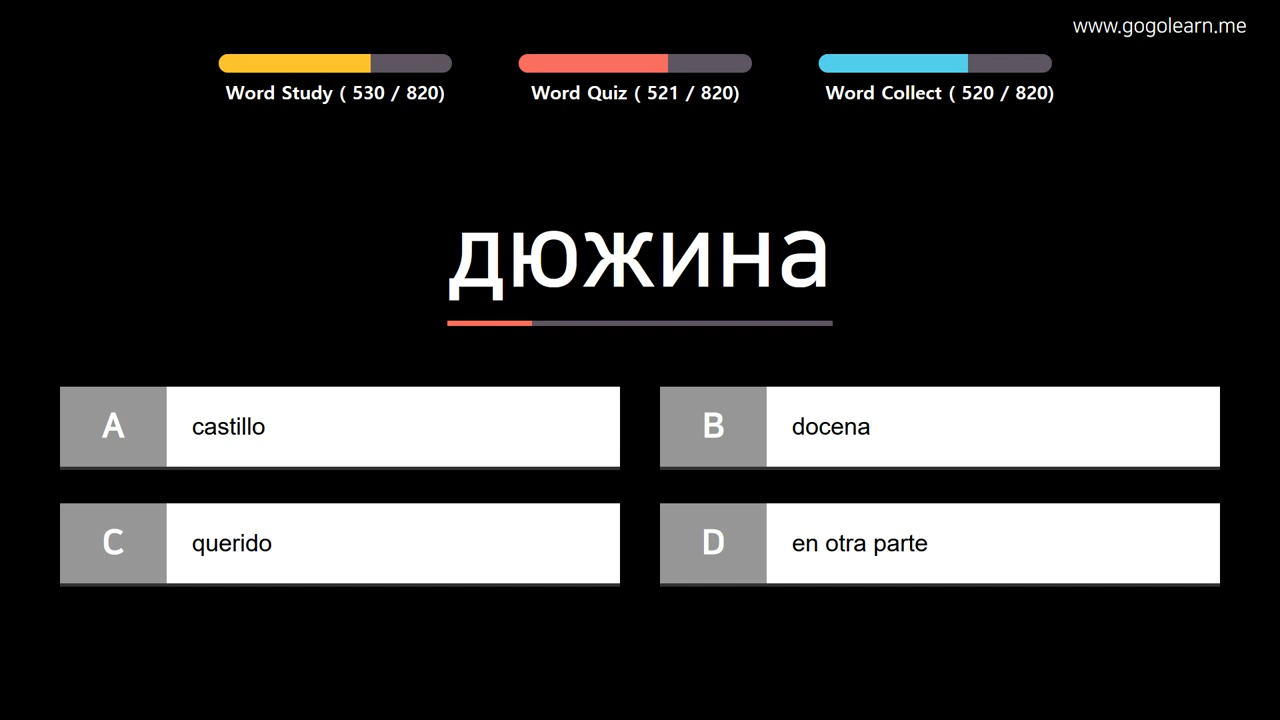 www.gogolearn.me
Word Study ( 530 / 820)
Word Quiz ( 521 / 820)
Word Collect ( 520 / 820)
дюжина
A
castillo
B
docena
C
querido
D
en otra parte